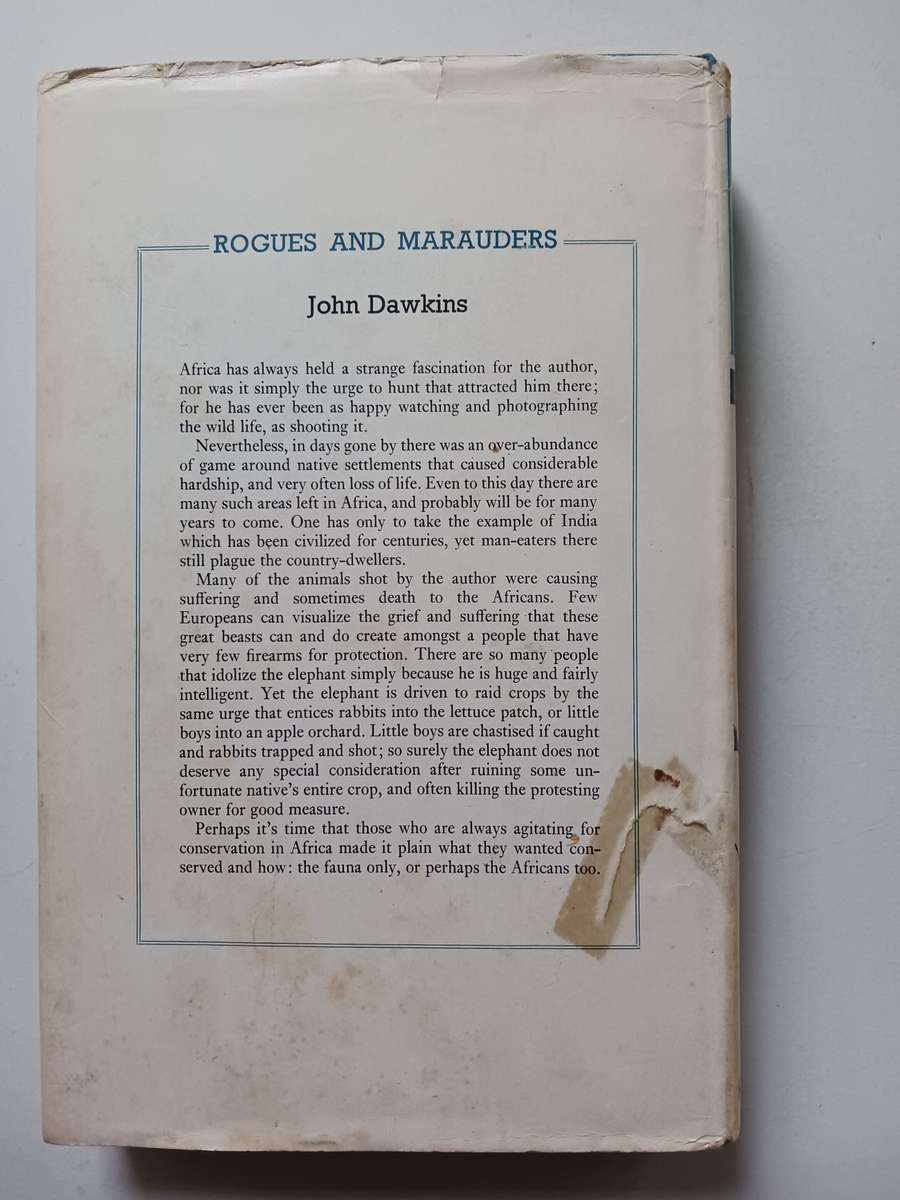 ROGUES AND MARAUDERS
John Dawkins
Africa has always held a strange fascination for the author,
nor was it simply the urge to hunt that attracted him there;
for he has ever been as happy watching and photographing
the wild life, as shooting it.
Nevertheless, in days gone by there was an over-abundance
of game around native settlements that caused considerable
hardship, and very often loss of life. Even to this day there are
many such areas left in Africa, and probably will be for many
years to come. One has only to take the example of India
which has been civilized for centuries, yet man-eaters there
still plague the country-dwellers.
Many of the animals shot by the author were causing
suffering and sometimes death to the Africans. Few
Europeans can visualize the grief and suffering that these
great beasts can and do create amongst a people that have
very few firearms for protection. There are so many people
that idolize the elephant simply because he is huge and fairly
intelligent. Yet the elephant is driven to raid crops by the
same urge that entices rabbits into the lettuce patch, or little
boys into an apple orchard. Little boys are chastised if caught
and rabbits trapped and shot; so surely the elephant does not
deserve any special consideration after ruining some un-
fortunate native's entire crop, and often killing the protesting
owner for good measure.
Perhaps it's time that those who are always agitating for
conservation in Africa made it plain what they wanted con-
served and how: the fauna only, or perhaps the Africans too.